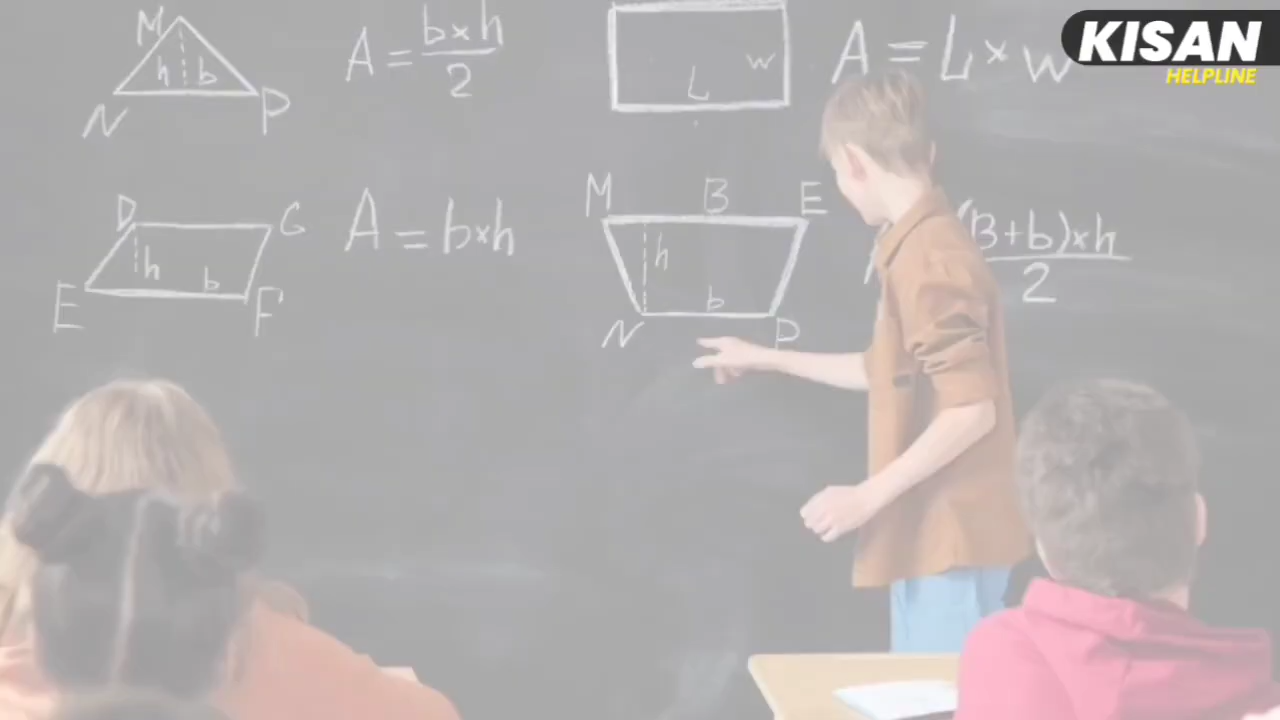 M
h b
N P
A = b×h
2
L w
A = L × w
D G
h b
E F
A = b×h
M B E
h
b
N P
B+b)×h
2
KISAN
HELPLINE